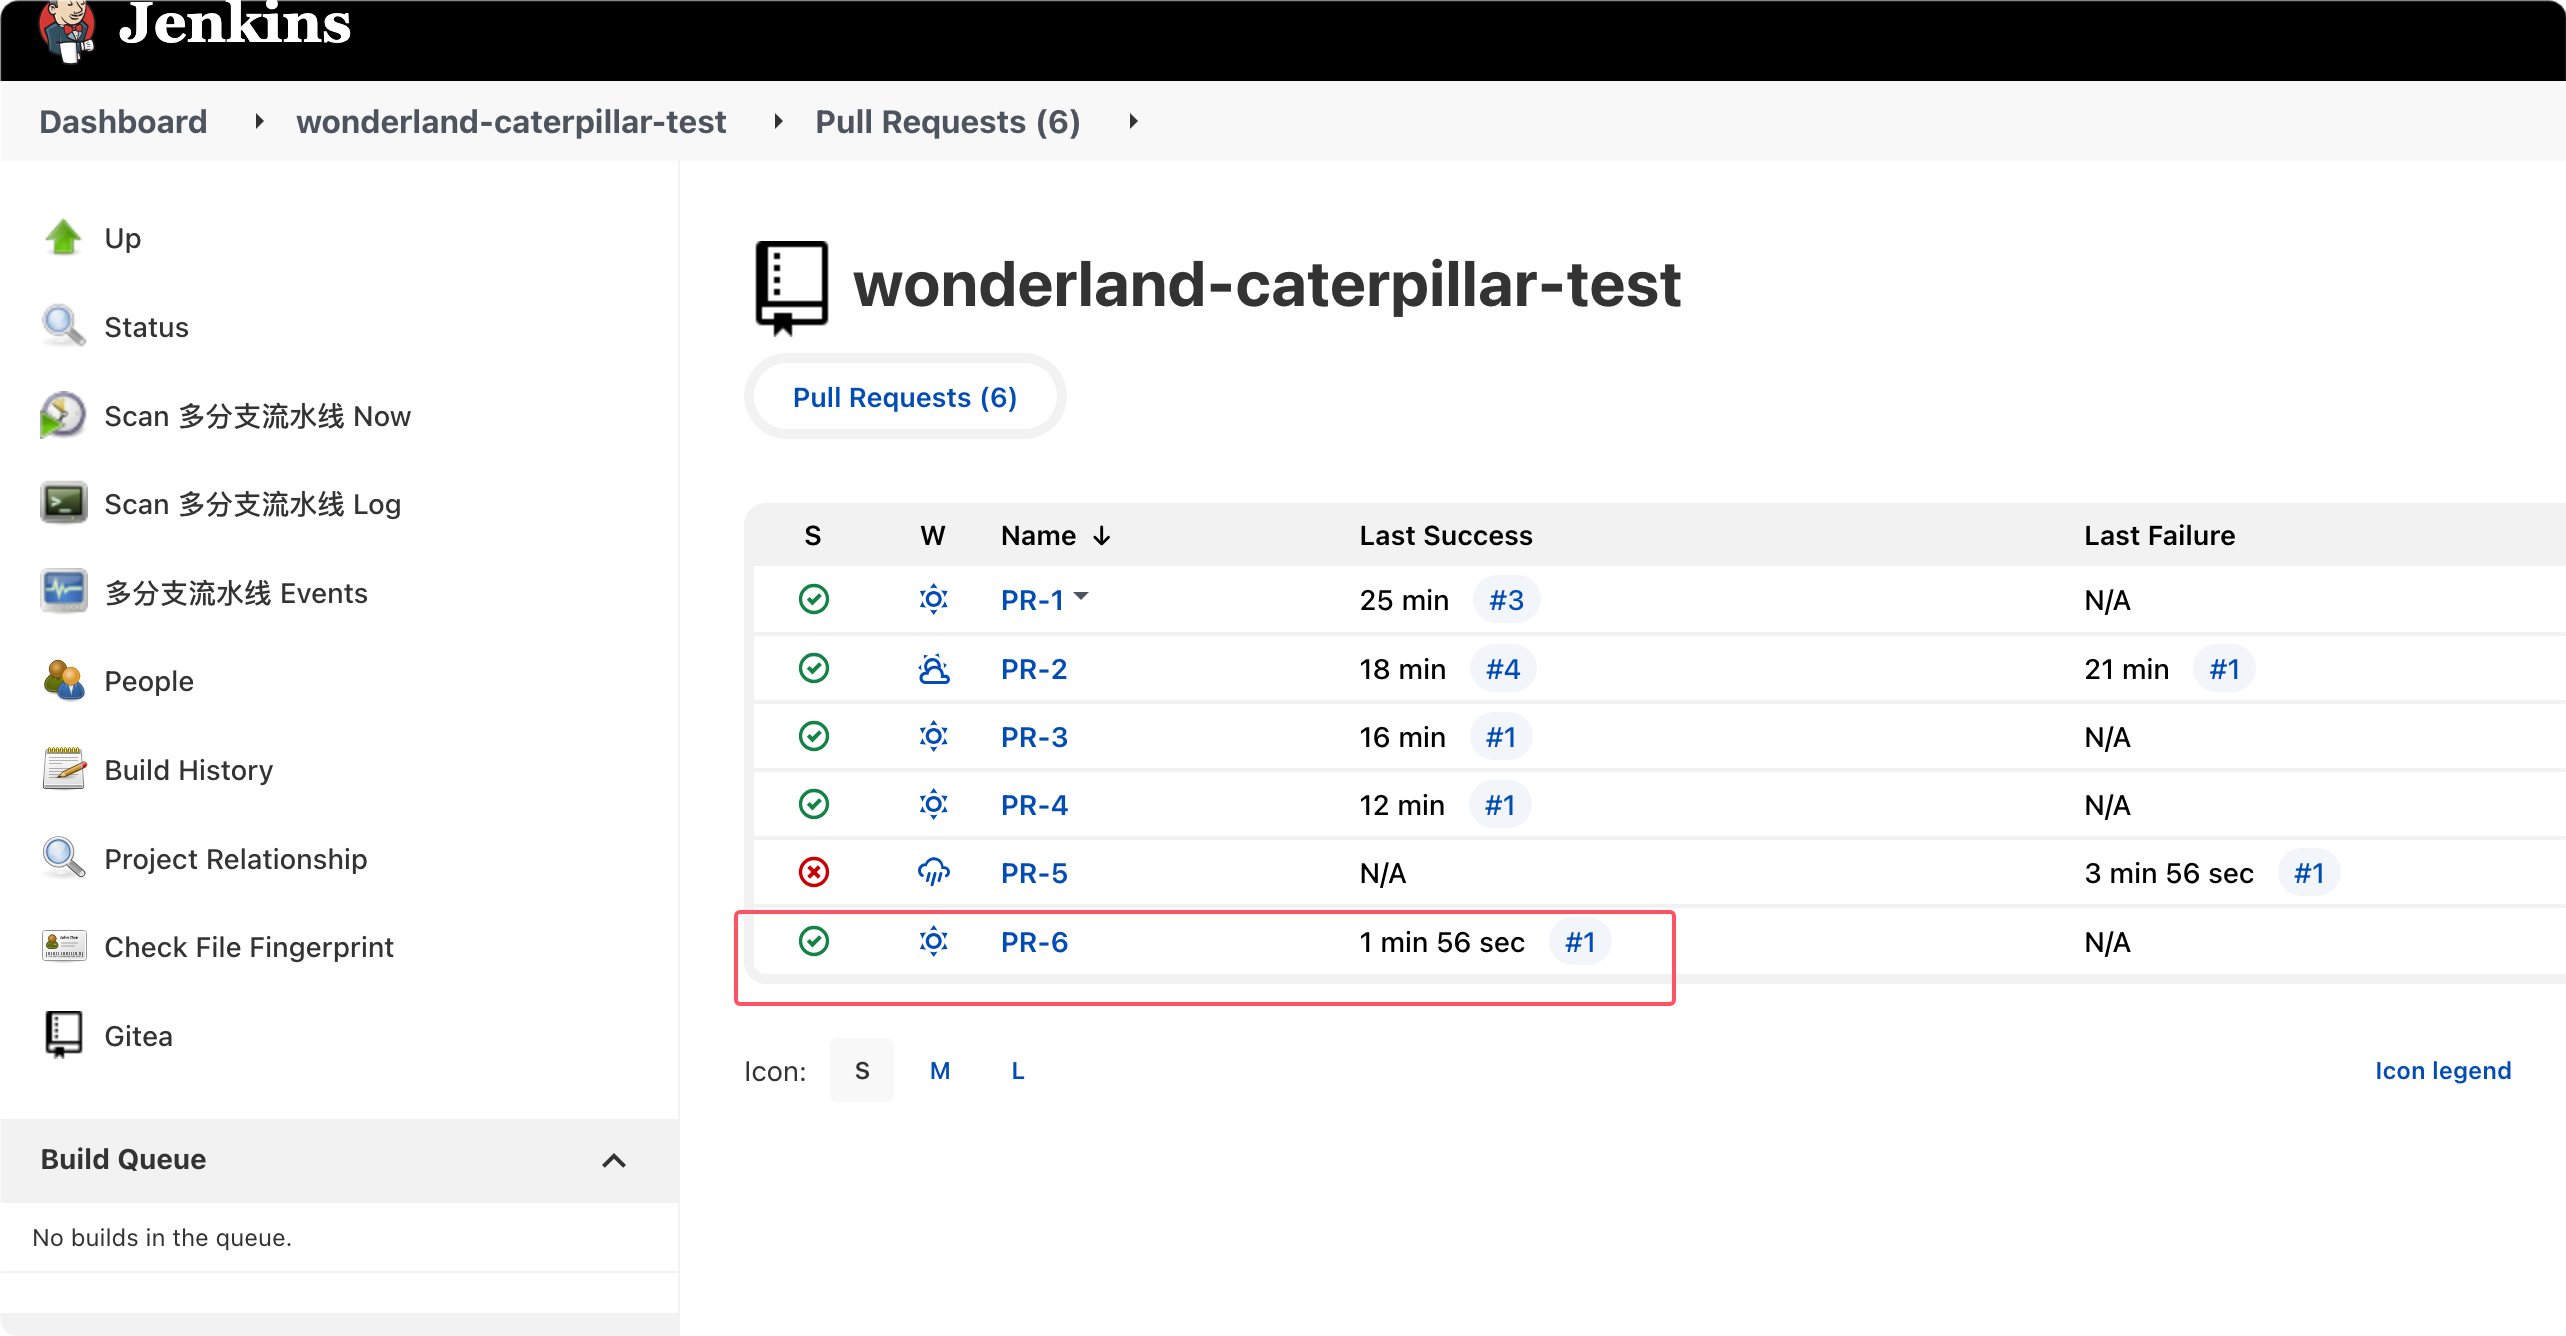 Jenkins
Dashboard wonderland-caterpillar-test Pull Requests (6)
Up
Status
Scan 多分支流水线 Now
Scan 多分支流水线 Log
多分支流水线 Events
People
Build History
Project Relationship
Check File Fingerprint
Gitea
Build Queue
No builds in the queue.
wonderland-caterpillar-test
Pull Requests (6)
S W Name ↓ Last Success Last Failure
PR-1 25 min #3 N/A
PR-2 18 min #4 21 min #1
PR-3 16 min #1 N/A
PR-4 12 min #1 N/A
PR-5 N/A 3 min 56 sec #1
PR-6 1 min 56 sec #1 N/A
Icon: S M L Icon legend